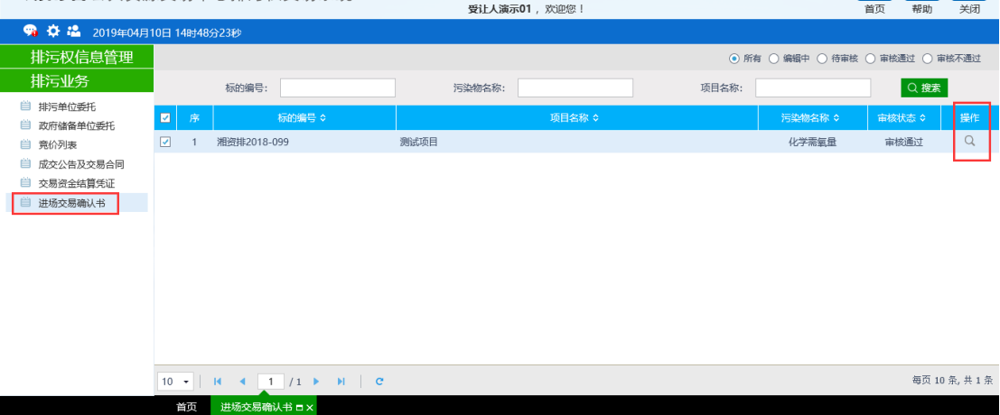 受让人演示01 ，欢迎您！
首页 帮助 关闭
2019年04月10日 14时48分23秒
排污权信息管理
排污业务
排污单位委托
政府储备单位委托
竞价列表
成交公告及交易合同
交易资金结算凭证
进场交易确认书
所有 编辑中 待审核 审核通过 审核不通过
标的编号： 污染物名称： 项目名称： 搜索
序 标的编号 项目名称 污染物名称 审核状态 操作
1 湘资排2018-099 测试项目 化学需氧量 审核通过
10 1 / 1 每页 10 条, 共 1 条
首页 进场交易确认书